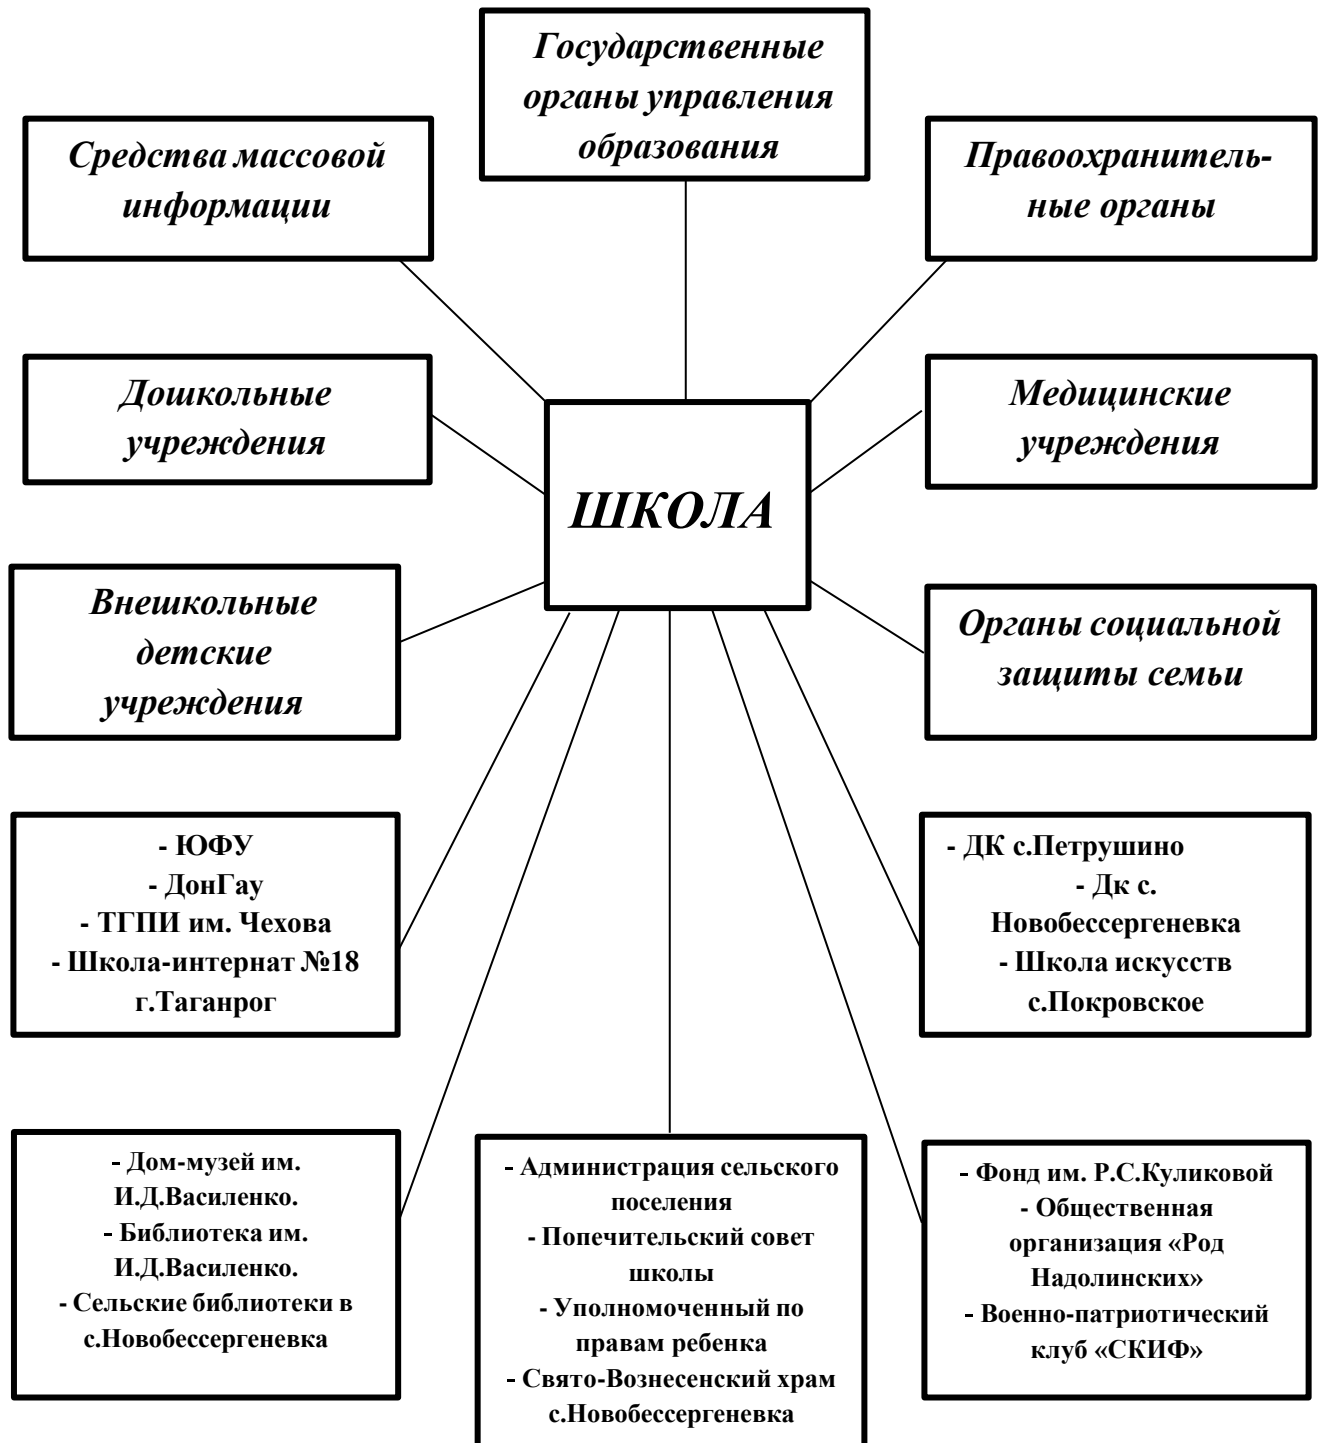 Государственные
органы управления
образования
Средства массовой
информации
Правоохранитель-
ные органы
Дошкольные
учреждения
Медицинские
учреждения
ШКОЛА
Внешкольные
детские
учреждения
Органы социальной
защиты семьи
- ЮФУ
- ДонГау
- ТГПИ им. Чехова
- Школа-интернат №18
г.Таганрог
- ДК с.Петрушино
- Дк с.
Новобессергеневка
- Школа искусств
с.Покровское
- Дом-музей им.
И.Д.Василенко.
- Библиотека им.
И.Д.Василенко.
- Сельские библиотеки в
с.Новобессергеневка
- Администрация сельского
поселения
- Попечительский совет
школы
- Уполномоченный по
правам ребенка
- Свято-Вознесенский храм
с.Новобессергеневка
- Фонд им. Р.С.Куликовой
- Общественная
организация «Род
Надолинских»
- Военно-патриотический
клуб «СКИФ»